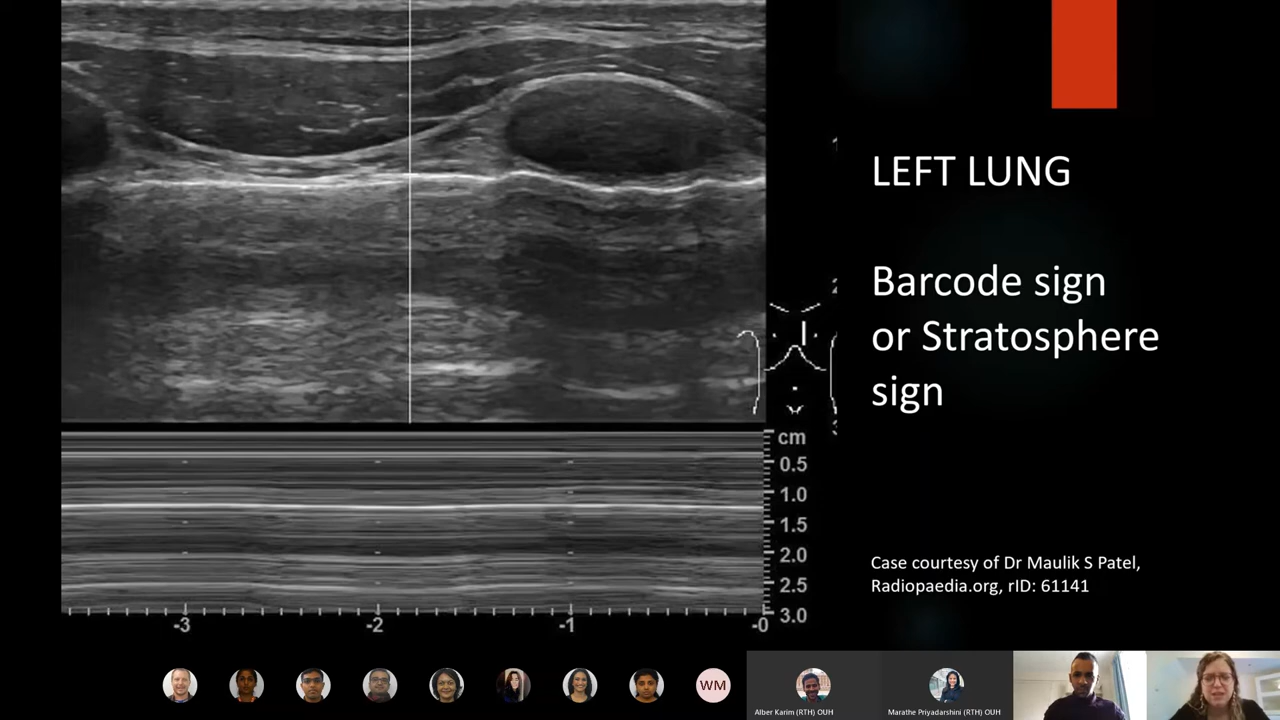 LEFT LUNG
Barcode sign
or Stratosphere
sign
cm
0.5
1.0
1.5
2.0
2.5
3.0
-3
-2
-1
-0
Case courtesy of Dr Maulik S Patel,
Radiopaedia.org, rID: 61141
WM
Alber Karim (RTH) OUH
Marathe Priyadarshini (RTH) OUH